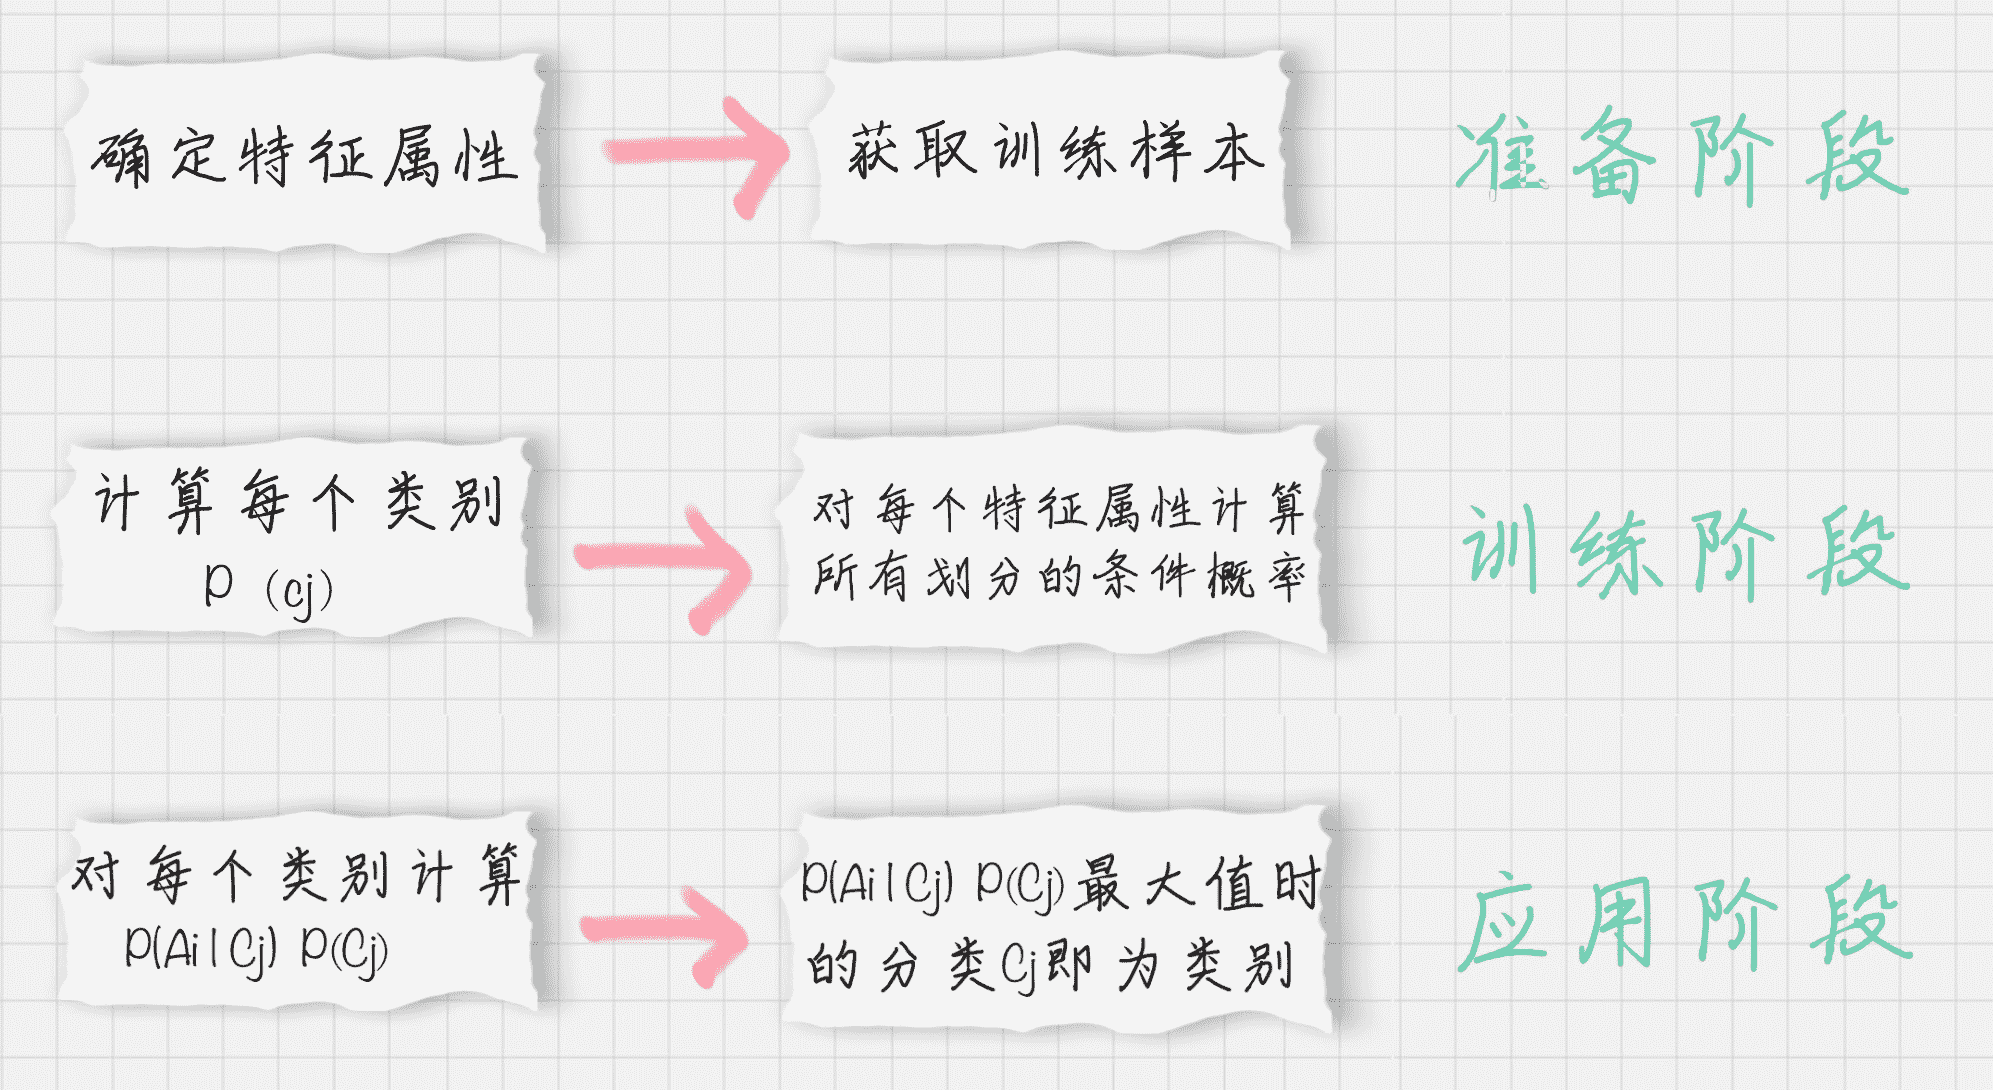 确定特征属性
获取训练样本
准备阶段
计算每个类别
P（cj）
对每个特征属性计算
所有划分的条件概率
训练阶段
对每个类别计算
P(Ai|Cj) P(Cj)
P(Ai|Cj) P(Cj)最大值时
的分类Cj即为类别
应用阶段